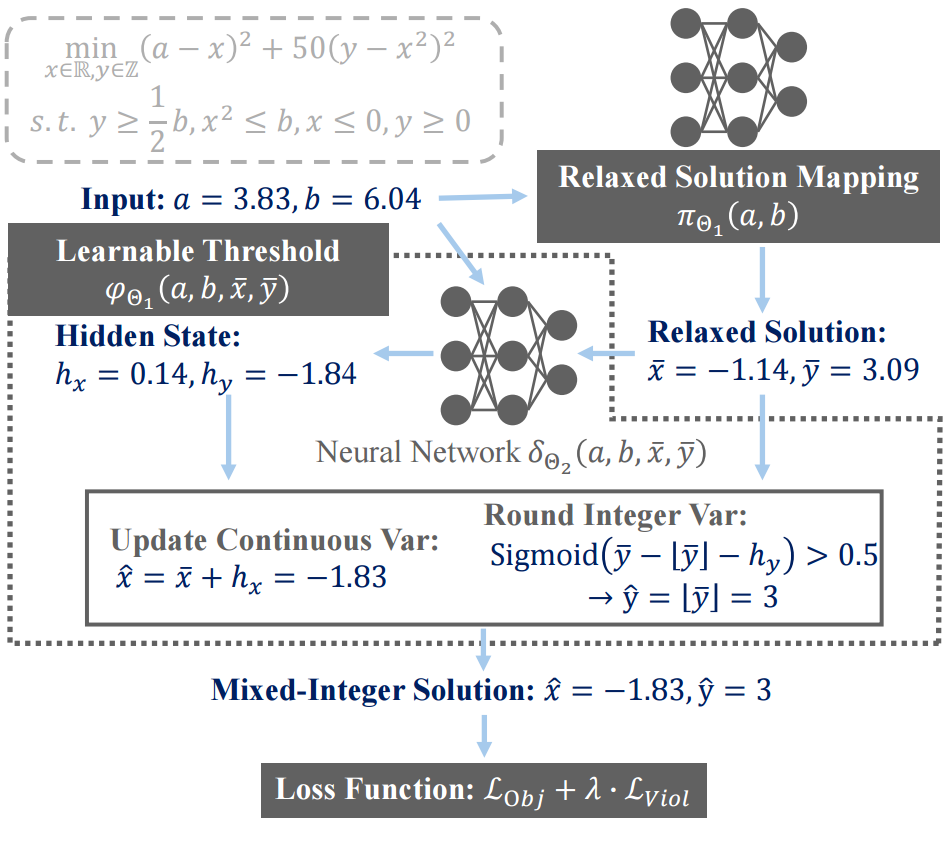 min (a − x)² + 50(y − x²)²
x∈ℝ,y∈ℤ
s.t. y ≥ 1/2 b, x² ≤ b, x ≤ 0, y ≥ 0
Input: a = 3.83, b = 6.04
Relaxed Solution Mapping
π_Θ₁(a, b)
Learnable Threshold
φ_Θ₁(a, b, x̄, ȳ)
Hidden State:
hₓ = 0.14, h_y = −1.84
Relaxed Solution:
x̄ = −1.14, ȳ = 3.09
Neural Network δ_Θ₂(a, b, x̄, ȳ)
Update Continuous Var:
x̂ = x̄ + hₓ = −1.83
Round Integer Var:
Sigmoid(ȳ − ⌊ȳ⌋ − h_y) > 0.5
→ ŷ = ⌊ȳ⌋ = 3
Mixed-Integer Solution: x̂ = −1.83, ŷ = 3
Loss Function: ℒ_Obj + λ · ℒ_Viol